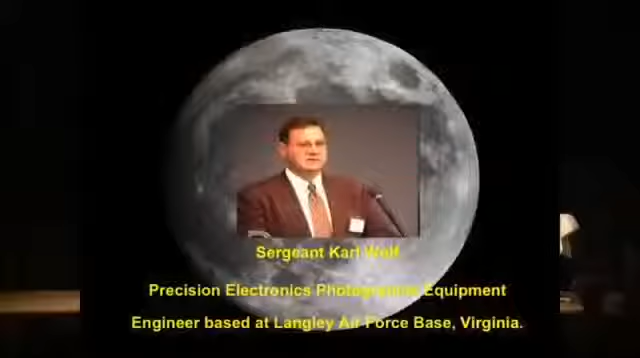 Sergeant Karl Wolf
Precision Electronics Photographic Equipment
Engineer based at Langley Air Force Base, Virginia.